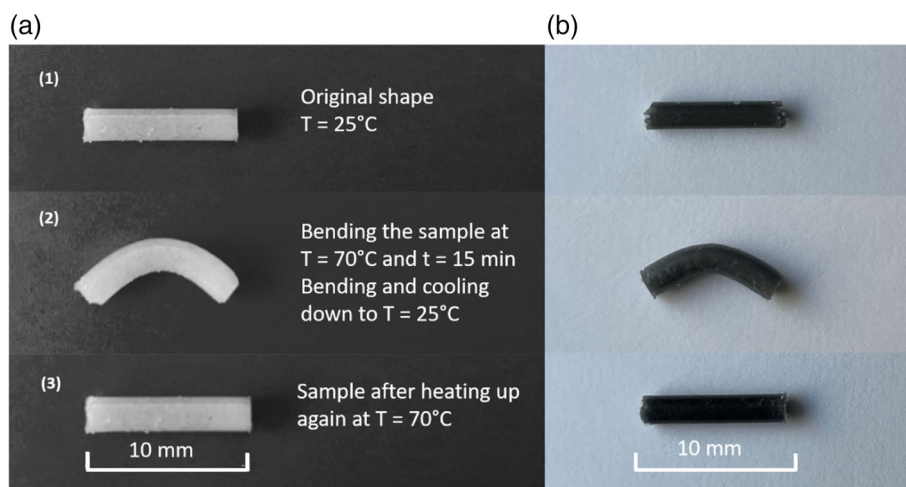 (a)
(b)
(1)
Original shape
T = 25°C
(2)
Bending the sample at
T = 70°C and t = 15 min
Bending and cooling
down to T = 25°C
(3)
Sample after heating up
again at T = 70°C
10 mm
10 mm